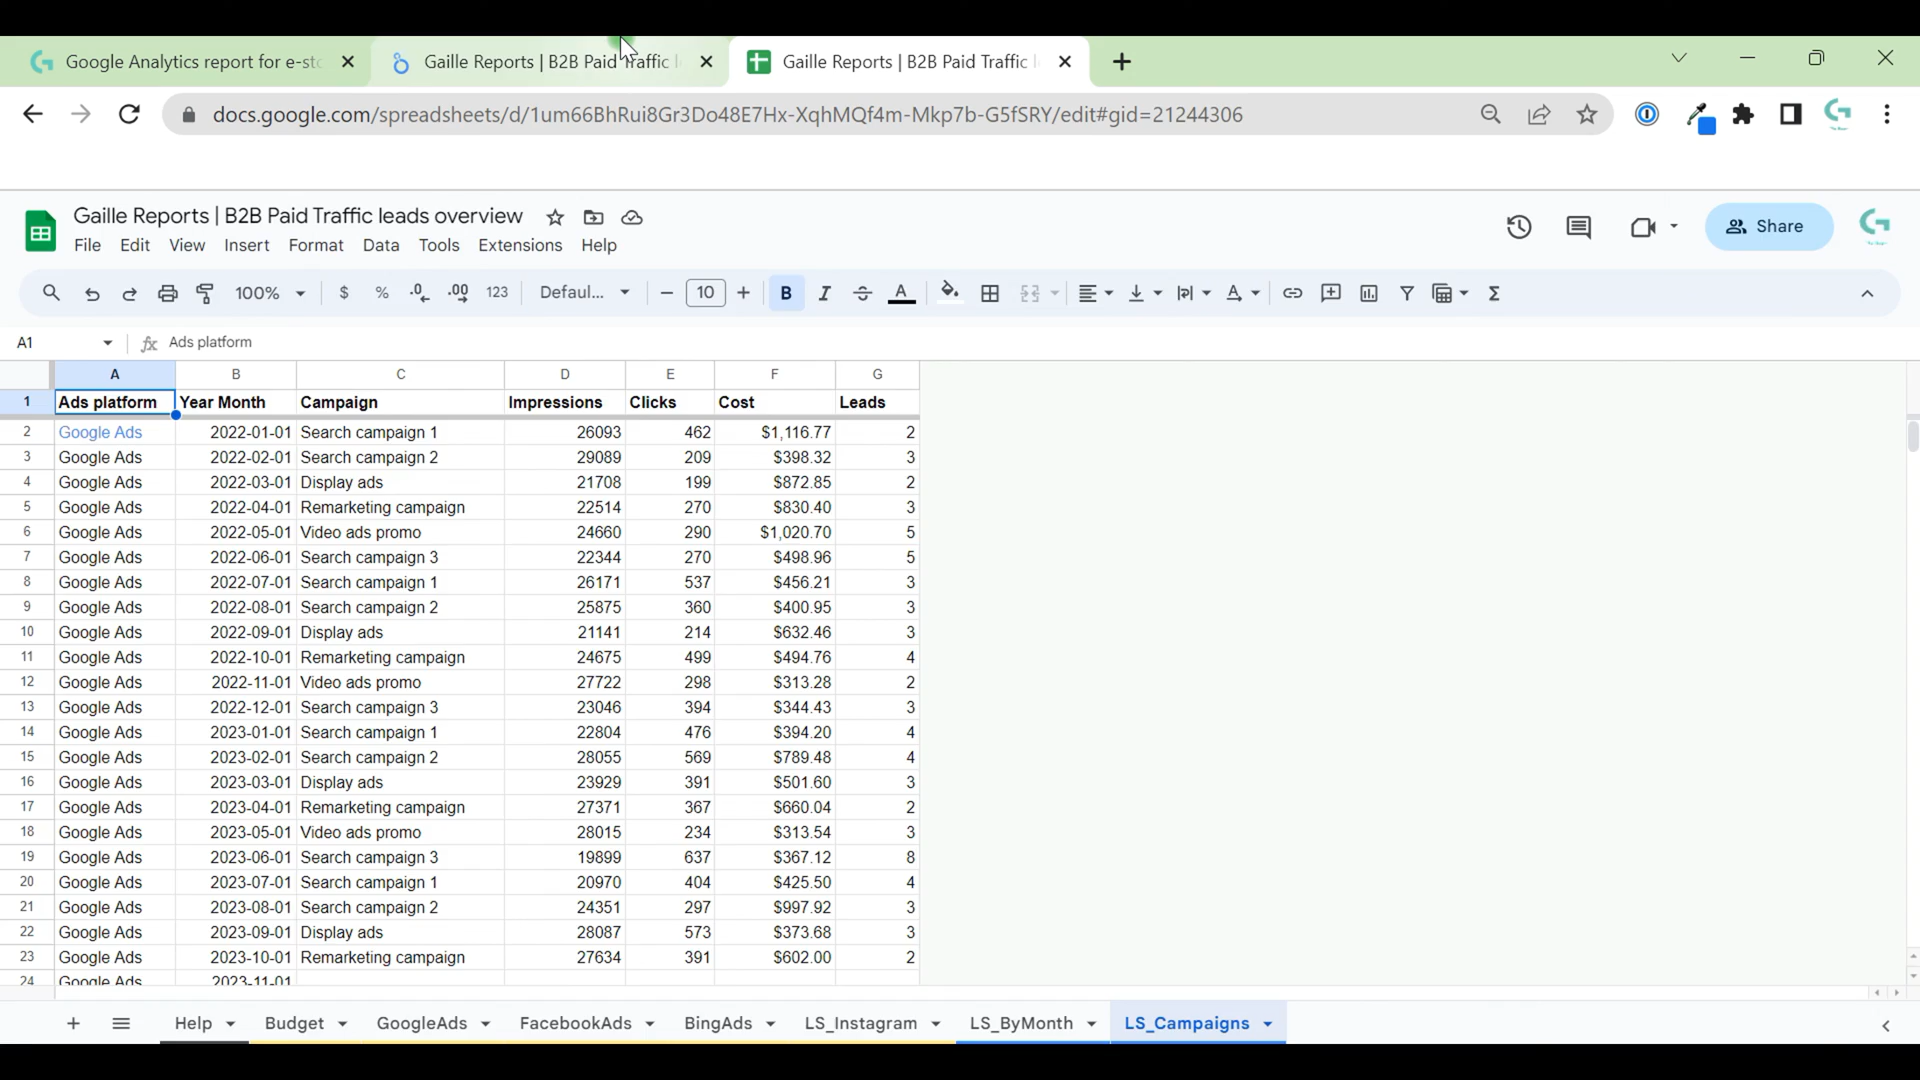 Google Analytics report for e-sto
Gaille Reports | B2B Paid Traffic l
Gaille Reports | B2B Paid Traffic l
docs.google.com/spreadsheets/d/1um66BhRui8Gr3Do48E7Hx-XqhMQf4m-Mkp7b-G5fSRY/edit#gid=21244306
Gaille Reports | B2B Paid Traffic leads overview
File Edit View Insert Format Data Tools Extensions Help
Share
100% $ % .0 .00 123 Defaul... 10 B I A
A1 fx Ads platform
A B C D E F G
1 Ads platform Year Month Campaign Impressions Clicks Cost Leads
2 Google Ads 2022-01-01 Search campaign 1 26093 462 $1,116.77 2
3 Google Ads 2022-02-01 Search campaign 2 29089 209 $398.32 3
4 Google Ads 2022-03-01 Display ads 21708 199 $872.85 2
5 Google Ads 2022-04-01 Remarketing campaign 22514 270 $830.40 3
6 Google Ads 2022-05-01 Video ads promo 24660 290 $1,020.70 5
7 Google Ads 2022-06-01 Search campaign 3 22344 270 $498.96 5
8 Google Ads 2022-07-01 Search campaign 1 26171 537 $456.21 3
9 Google Ads 2022-08-01 Search campaign 2 25875 360 $400.95 3
10 Google Ads 2022-09-01 Display ads 21141 214 $632.46 3
11 Google Ads 2022-10-01 Remarketing campaign 24675 499 $494.76 4
12 Google Ads 2022-11-01 Video ads promo 27722 298 $313.28 2
13 Google Ads 2022-12-01 Search campaign 3 23046 394 $344.43 3
14 Google Ads 2023-01-01 Search campaign 1 22804 476 $394.20 4
15 Google Ads 2023-02-01 Search campaign 2 28055 569 $789.48 4
16 Google Ads 2023-03-01 Display ads 23929 391 $501.60 3
17 Google Ads 2023-04-01 Remarketing campaign 27371 367 $660.04 2
18 Google Ads 2023-05-01 Video ads promo 28015 234 $313.54 3
19 Google Ads 2023-06-01 Search campaign 3 19899 637 $367.12 8
20 Google Ads 2023-07-01 Search campaign 1 20970 404 $425.50 4
21 Google Ads 2023-08-01 Search campaign 2 24351 297 $997.92 3
22 Google Ads 2023-09-01 Display ads 28087 573 $373.68 3
23 Google Ads 2023-10-01 Remarketing campaign 27634 391 $602.00 2
24 Google Ads 2023-11-01
Help Budget GoogleAds FacebookAds BingAds LS_Instagram LS_ByMonth LS_Campaigns